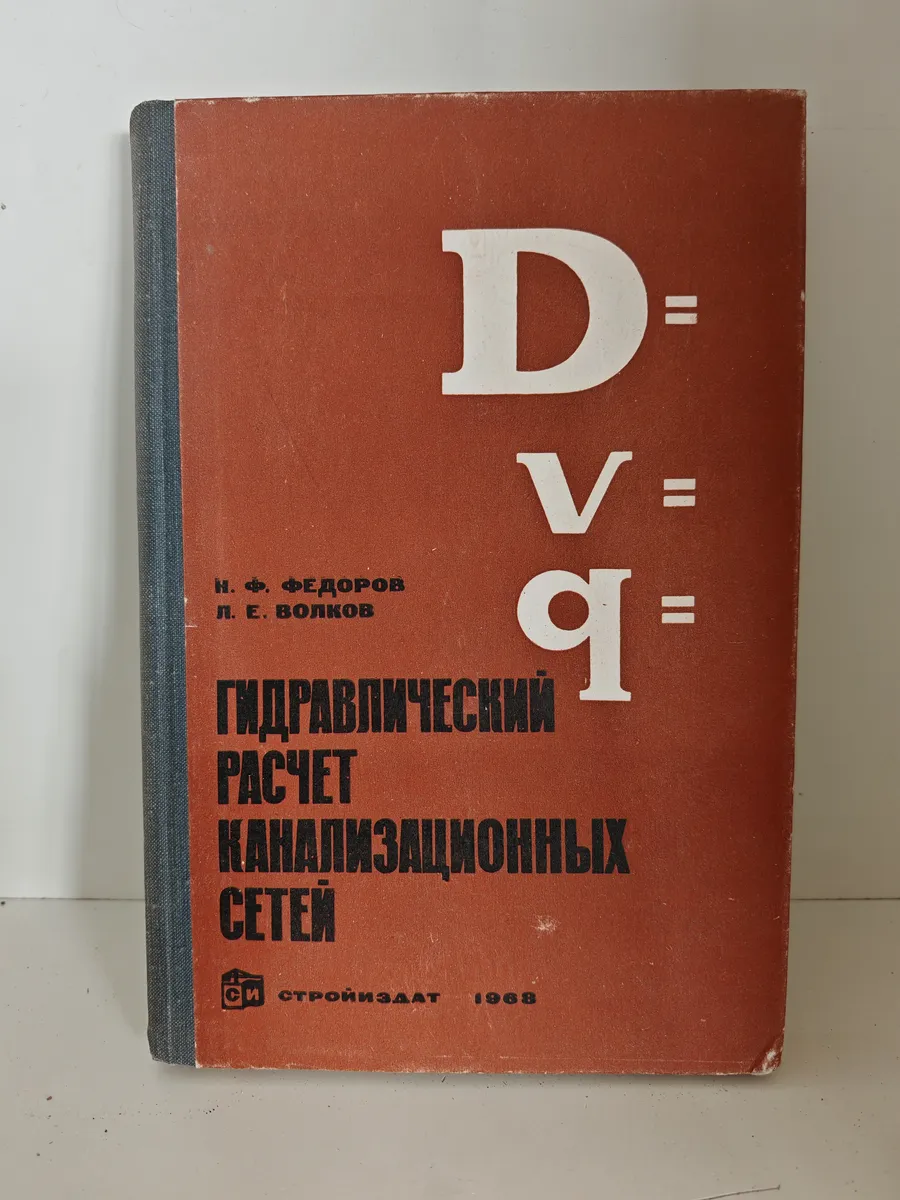 D=
v=
q=
Н. Ф. ФЕДОРОВ
Л. Е. ВОЛКОВ
ГИДРАВЛИЧЕСКИЙ
РАСЧЕТ
КАНАЛИЗАЦИОННЫХ
СЕТЕЙ
СИ СТРОЙИЗДАТ 1968